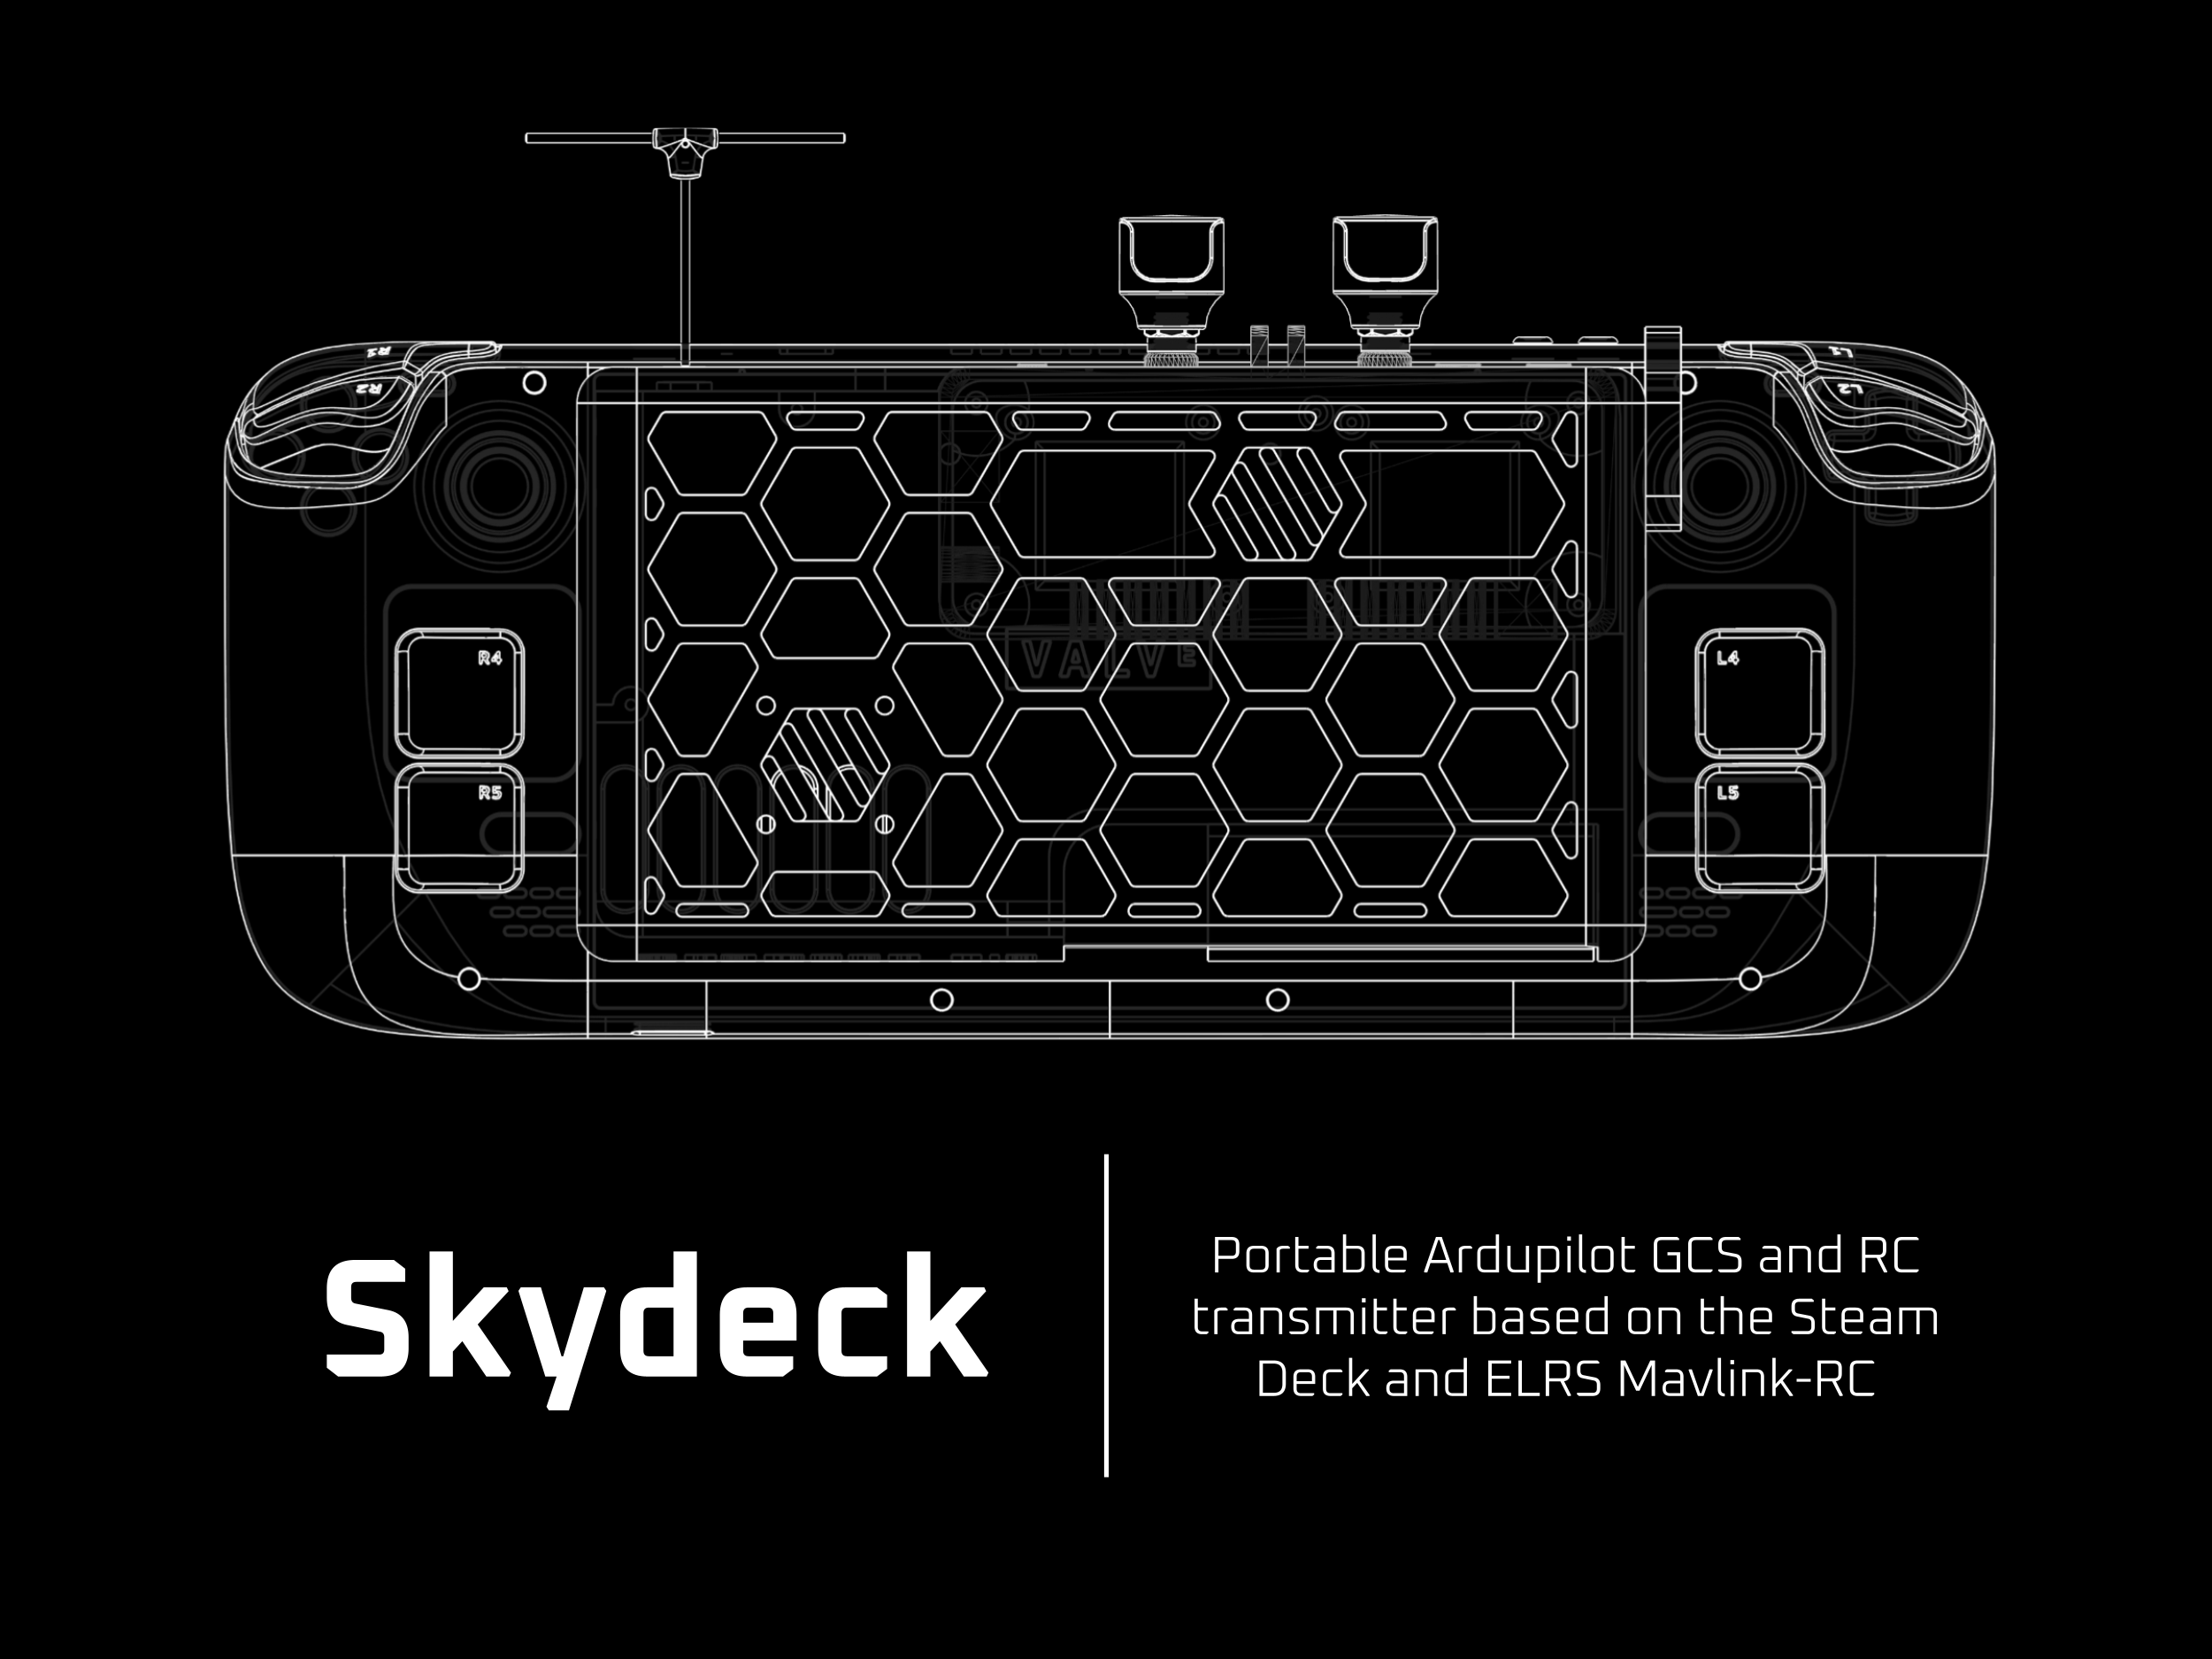 R1
R2
L1
L2
VALVE
R4
L4
R5
L5
Skydeck
Portable Ardupilot GCS and RC
transmitter based on the Steam
Deck and ELRS Mavlink-RC